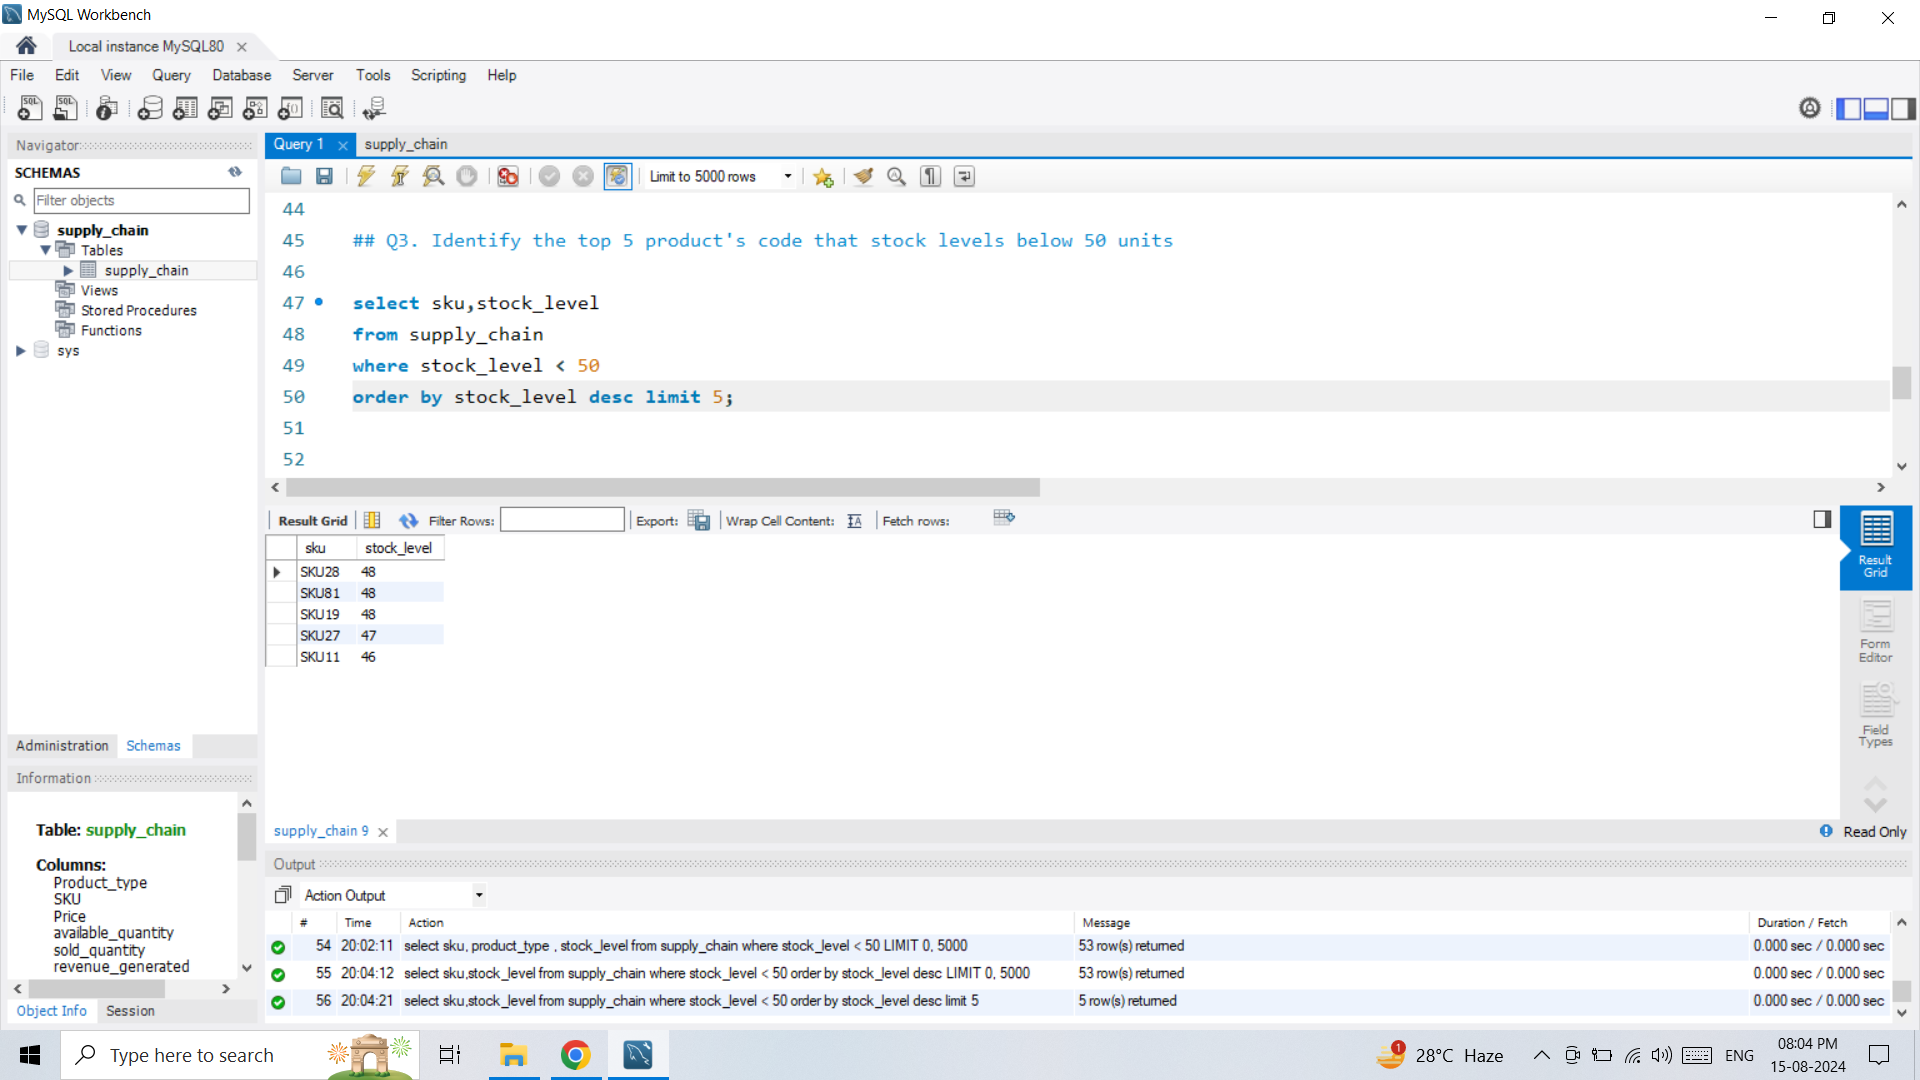 MySQL Workbench
Local instance MySQL80
File Edit View Query Database Server Tools Scripting Help
Navigator
SCHEMAS
Filter objects
supply_chain
Tables
supply_chain
Views
Stored Procedures
Functions
sys
Administration Schemas
Information
Table: supply_chain
Columns:
Product_type
SKU
Price
available_quantity
sold_quantity
revenue_generated
Object Info Session
Query 1 supply_chain
Limit to 5000 rows
44
45 ## Q3. Identify the top 5 product's code that stock levels below 50 units
46
47 select sku,stock_level
48 from supply_chain
49 where stock_level < 50
50 order by stock_level desc limit 5;
51
52
Result Grid Filter Rows: Export: Wrap Cell Content: Fetch rows:
sku stock_level
SKU28 48
SKU81 48
SKU19 48
SKU27 47
SKU11 46
Result
Grid
Form
Editor
Field
Types
supply_chain 9 Read Only
Output
Action Output
# Time Action Message Duration / Fetch
54 20:02:11 select sku, product_type , stock_level from supply_chain where stock_level < 50 LIMIT 0, 5000 53 row(s) returned 0.000 sec / 0.000 sec
55 20:04:12 select sku,stock_level from supply_chain where stock_level < 50 order by stock_level desc LIMIT 0, 5000 53 row(s) returned 0.000 sec / 0.000 sec
56 20:04:21 select sku,stock_level from supply_chain where stock_level < 50 order by stock_level desc limit 5 5 row(s) returned 0.000 sec / 0.000 sec
Type here to search
1 28°C Haze ENG 08:04 PM
15-08-2024